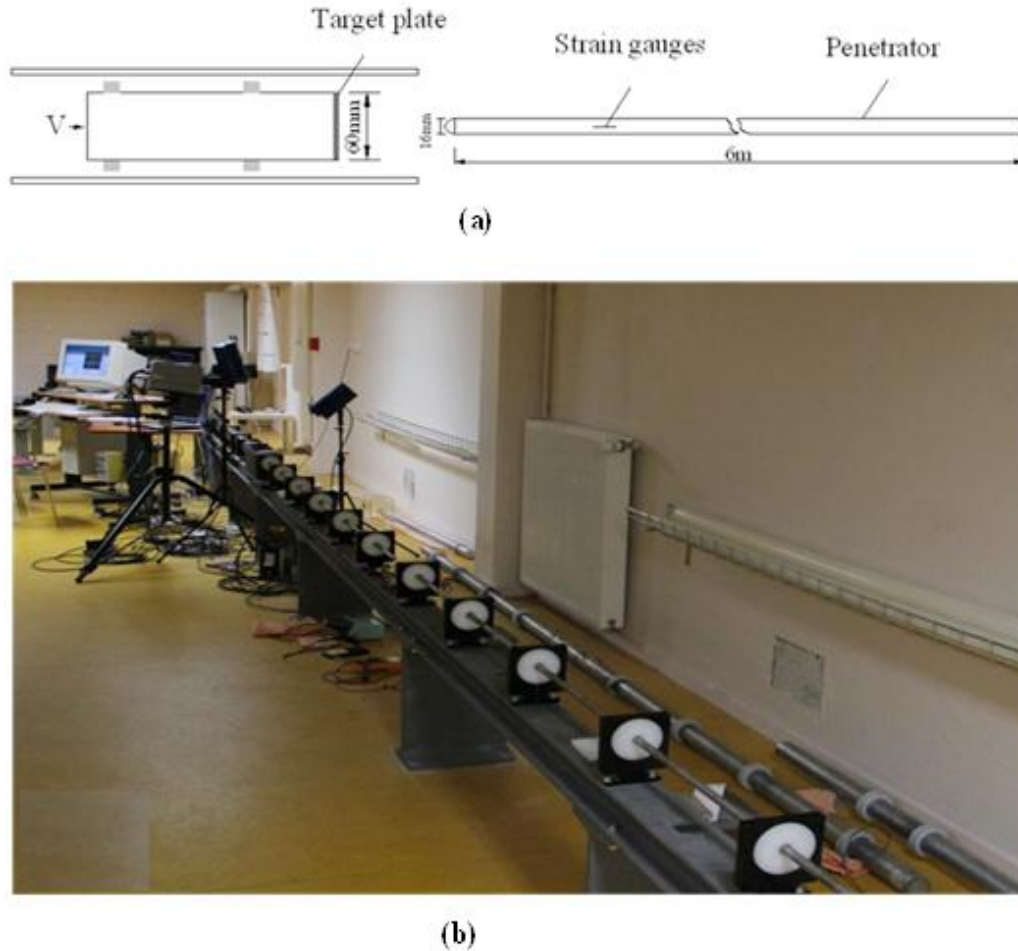 Target plate
Strain gauges
Penetrator
V
60mm
16mm
6m
(a)
(b)